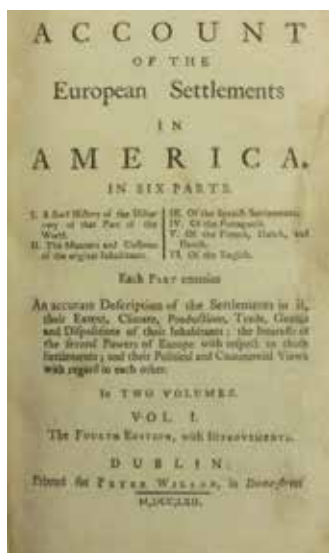 ACCOUNT
OF THE
European Settlements
IN
AMERICA.
IN SIX PARTS.
I. A short History of the Discovery of that Part of the
World.
II. The Manners and Customs
of the original Inhabitants.
III. Of the Spanish Settlements.
IV. Of the Portuguese.
V. Of the French, Dutch, and
Danish.
VI. Of the English.
Each PART contains
An accurate Description of the Settlements in it,
their Extent, Climate, Productions, Trade, Genius
and Dispositions of their Inhabitants: the Interests of
the several Powers of Europe with respect to those
Settlements; and their Political and Commercial Views
with regard to each other.
In TWO VOLUMES.
VOL. I.
The FOURTH EDITION, with IMPROVEMENTS.
DUBLIN:
Printed for PETER WILSON, in Dame-street
M,DCC,LXII.